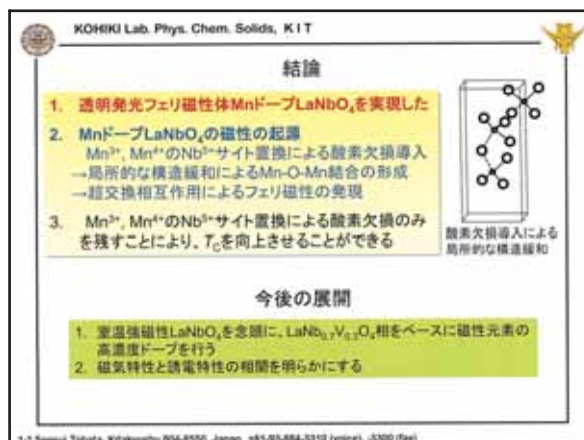 KOHIKI Lab. Phys. Chem. Solids, KIT
結論
1. 透明発光フェリ磁性体MnドープLaNbO₄を実現した
2. MnドープLaNbO₄の磁性の起源
Mn³⁺, Mn⁴⁺のNb⁵⁺サイト置換による酸素欠損導入
→局所的な構造緩和によるMn-O-Mn結合の形成
→超交換相互作用によるフェリ磁性の発現
3. Mn³⁺, Mn⁴⁺のNb⁵⁺サイト置換による酸素欠損のみ
を残すことにより、T_Cを向上させることができる
酸素欠損導入による
局所的な構造緩和
今後の展開
1. 室温強磁性LaNbO₄を念頭に、LaNb₀.₇V₀.₃O₄相をベースに磁性元素の
高濃度ドープを行う
2. 磁気特性と誘電特性の相関を明らかにする